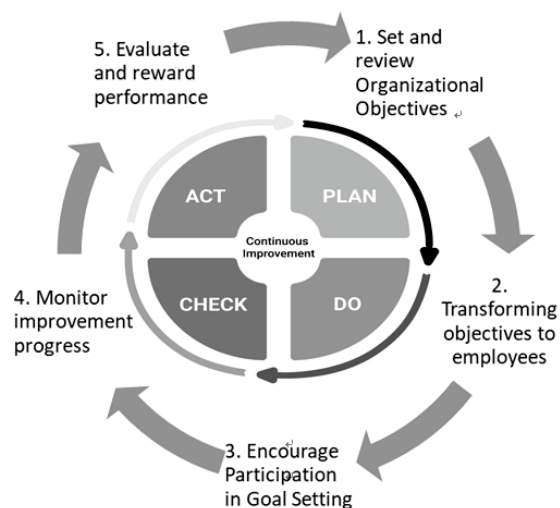 1. Set and
review
Organizational
Objectives
2.
Transforming
objectives to
employees
3. Encourage
Participation
in Goal Setting
4. Monitor
improvement
progress
5. Evaluate
and reward
performance
ACT
PLAN
Continuous
Improvement
CHECK
DO